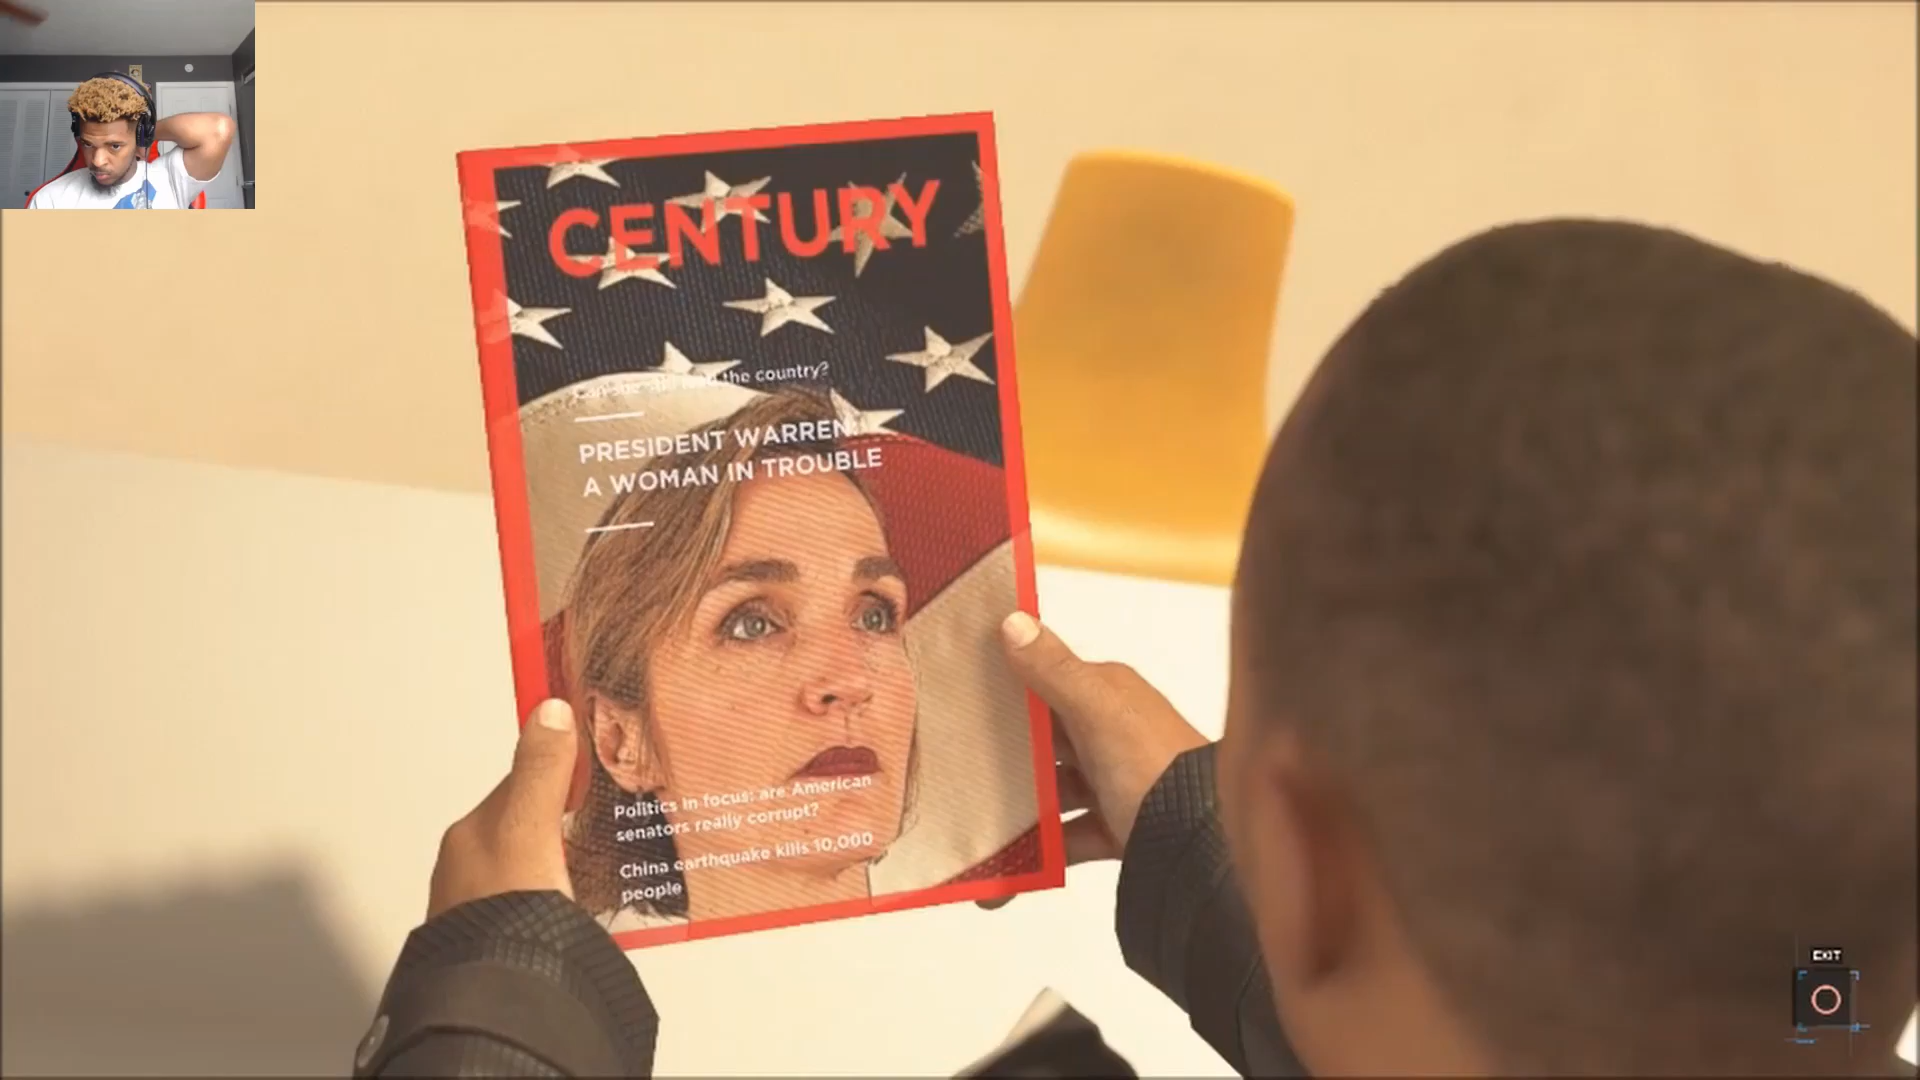 CENTURY
the country?
PRESIDENT WARREN:
A WOMAN IN TROUBLE
Politics in focus: are American
senators really corrupt?
China earthquake kills 10,000
people
EXIT